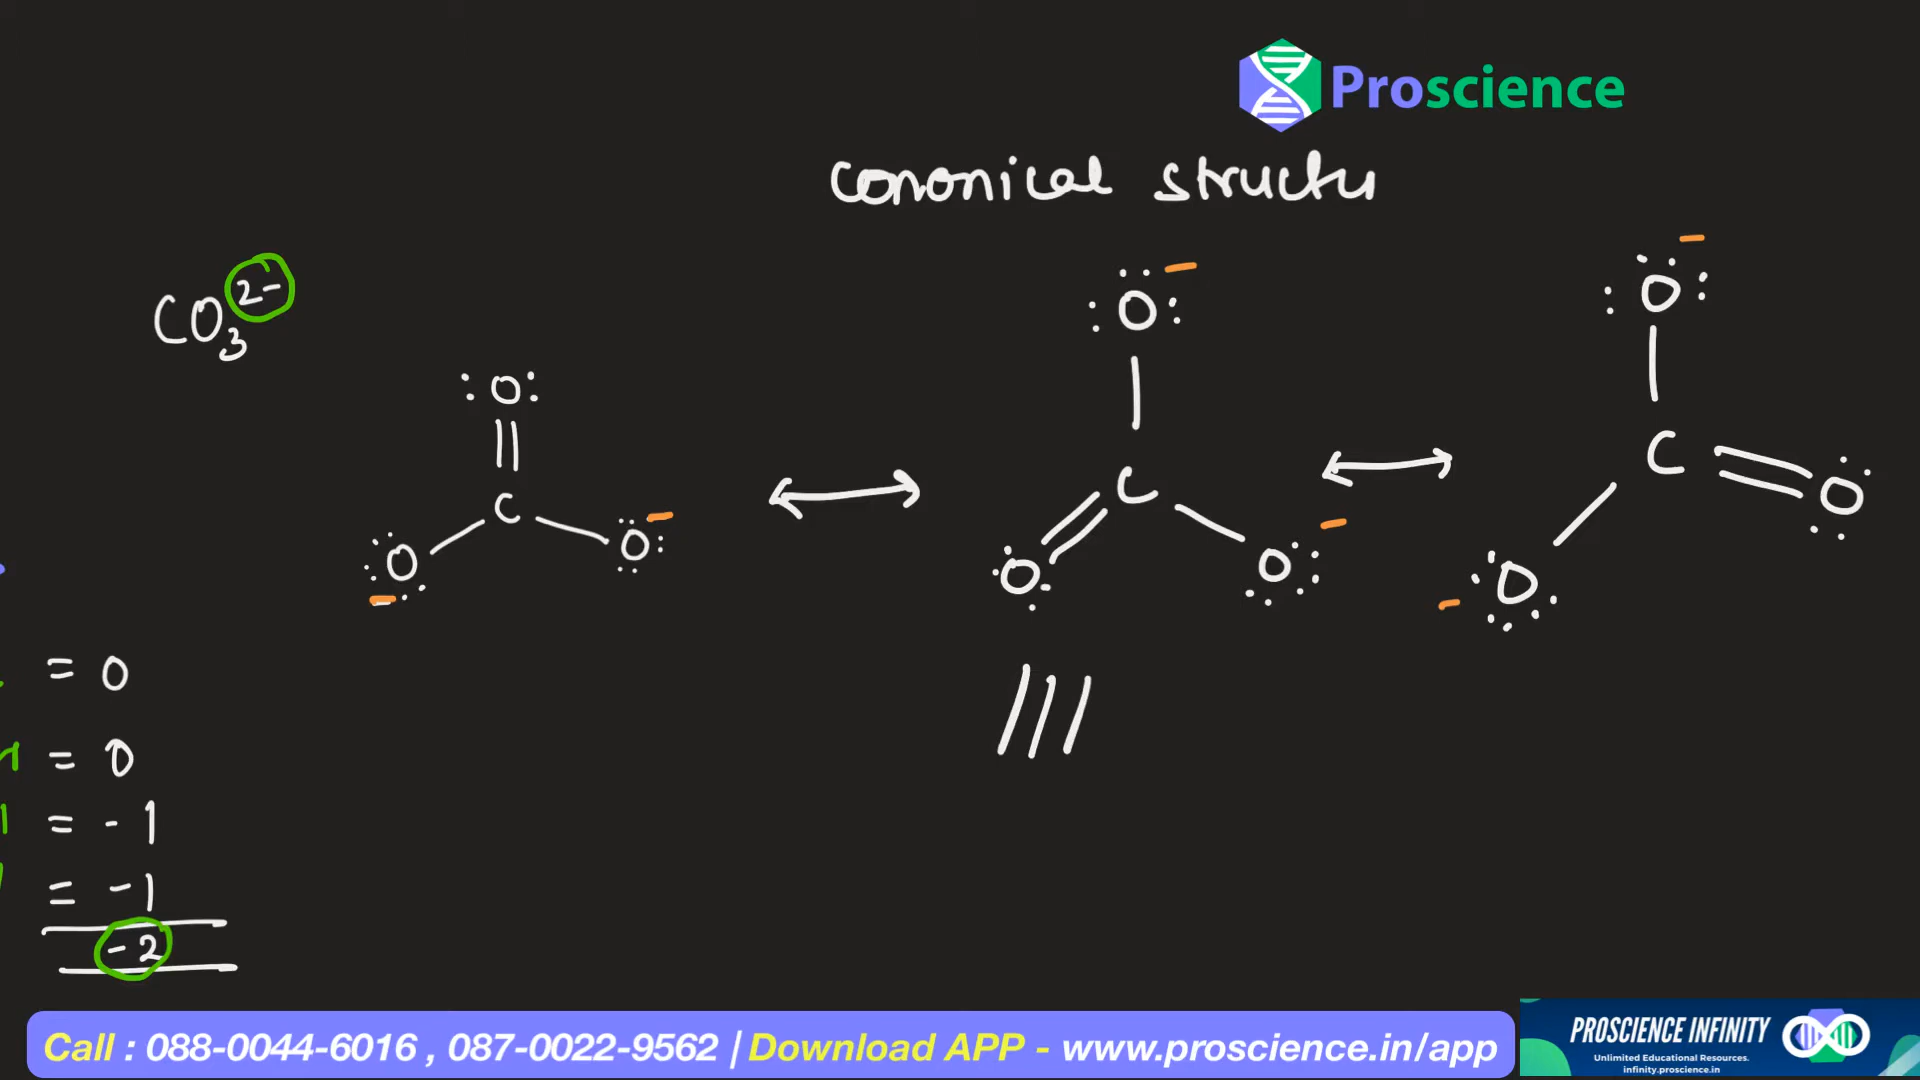 Proscience
cononical structu
CO3 2-
:O:
C
O
O
-
-
O
-
C
O
O
-
O
-
C
O
O
-
= 0
= 0
= -1
= -1
-2
Call : 088-0044-6016 , 087-0022-9562 | Download APP - www.proscience.in/app
PROSCIENCE INFINITY
Unlimited Educational Resources.
infinity.proscience.in